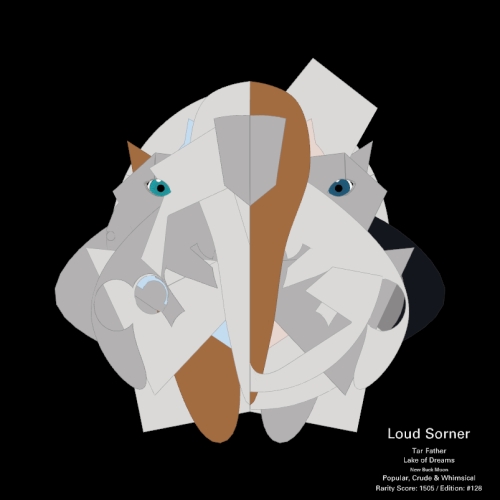 Loud Sorner
Tar Father
Lake of Dreams
New Buck Moon
Popular, Crude & Whimsical
Rarity Score: 1505 / Edition: #128